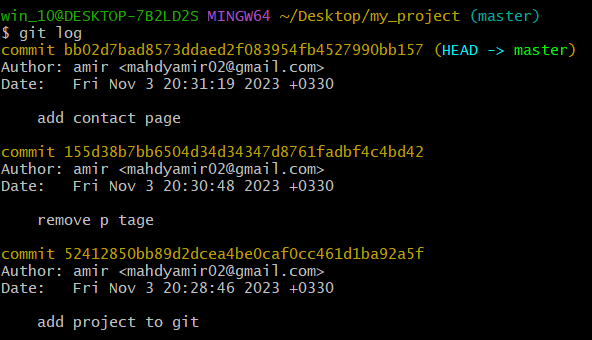 win_10@DESKTOP-7B2LD2S MINGW64 ~/Desktop/my_project (master)
$ git log
commit bb02d7bad8573ddaed2f083954fb4527990bb157 (HEAD -> master)
Author: amir <mahdyamir02@gmail.com>
Date:   Fri Nov 3 20:31:19 2023 +0330
    add contact page
commit 155d38b7bb6504d34d34347d8761fadbf4c4bd42
Author: amir <mahdyamir02@gmail.com>
Date:   Fri Nov 3 20:30:48 2023 +0330
    remove p tage
commit 52412850bb89d2dcea4be0caf0cc461d1ba92a5f
Author: amir <mahdyamir02@gmail.com>
Date:   Fri Nov 3 20:28:46 2023 +0330
    add project to git